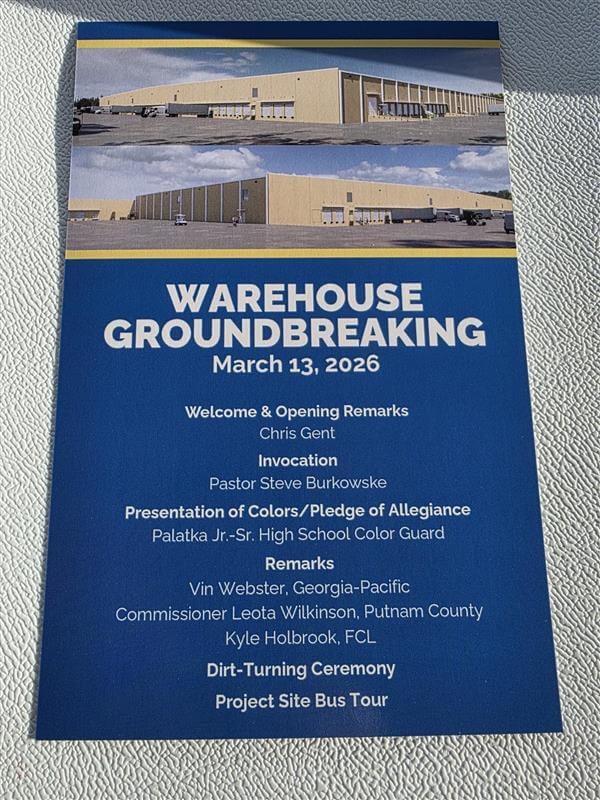 WAREHOUSE
GROUNDBREAKING
March 13, 2026
Welcome & Opening Remarks
Chris Gent
Invocation
Pastor Steve Burkowske
Presentation of Colors/Pledge of Allegiance
Palatka Jr.-Sr. High School Color Guard
Remarks
Vin Webster, Georgia-Pacific
Commissioner Leota Wilkinson, Putnam County
Kyle Holbrook, FCL
Dirt-Turning Ceremony
Project Site Bus Tour